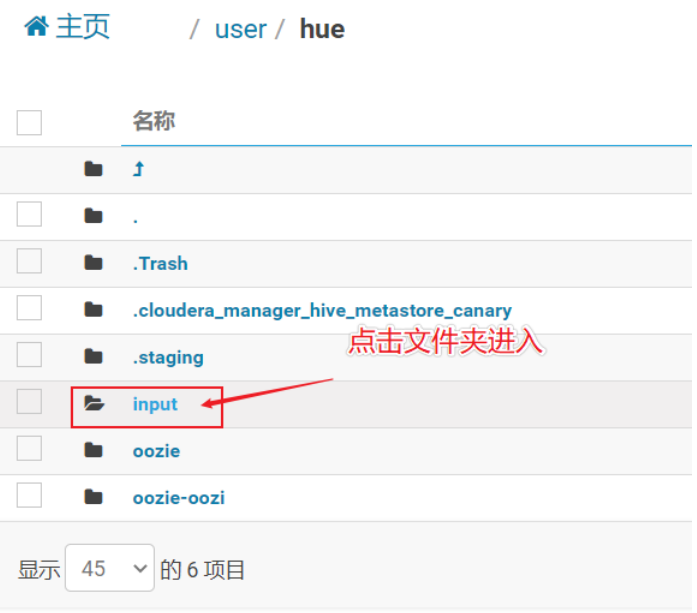 主页 / user / hue
名称
.
.Trash
.cloudera_manager_hive_metastore_canary
点击文件夹进入
.staging
input
oozie
oozie-oozi
显示 45 的 6 项目